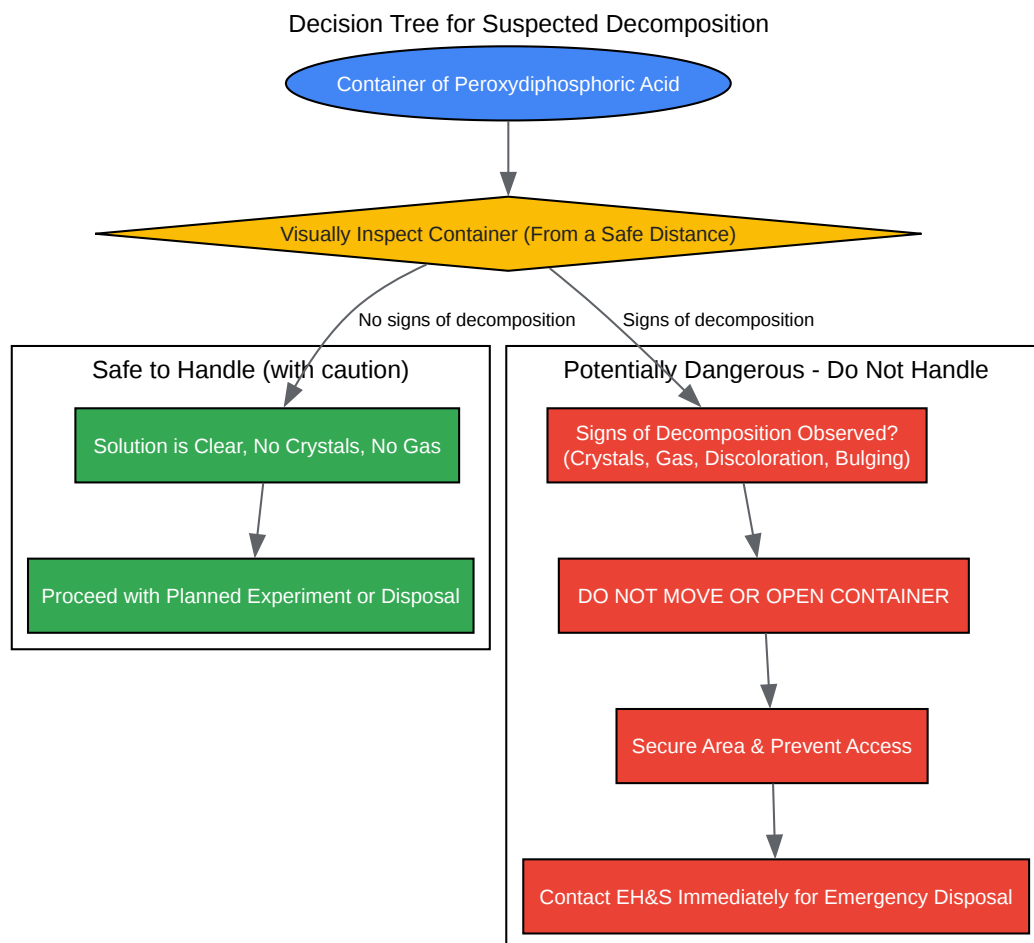 Decision Tree for Suspected Decomposition
Container of Peroxydiphosphoric Acid
Visually Inspect Container (From a Safe Distance)
No signs of decomposition
Signs of decomposition
Safe to Handle (with caution)
Solution is Clear, No Crystals, No Gas
Proceed with Planned Experiment or Disposal
Potentially Dangerous - Do Not Handle
Signs of Decomposition Observed?
(Crystals, Gas, Discoloration, Bulging)
DO NOT MOVE OR OPEN CONTAINER
Secure Area & Prevent Access
Contact EH&S Immediately for Emergency Disposal